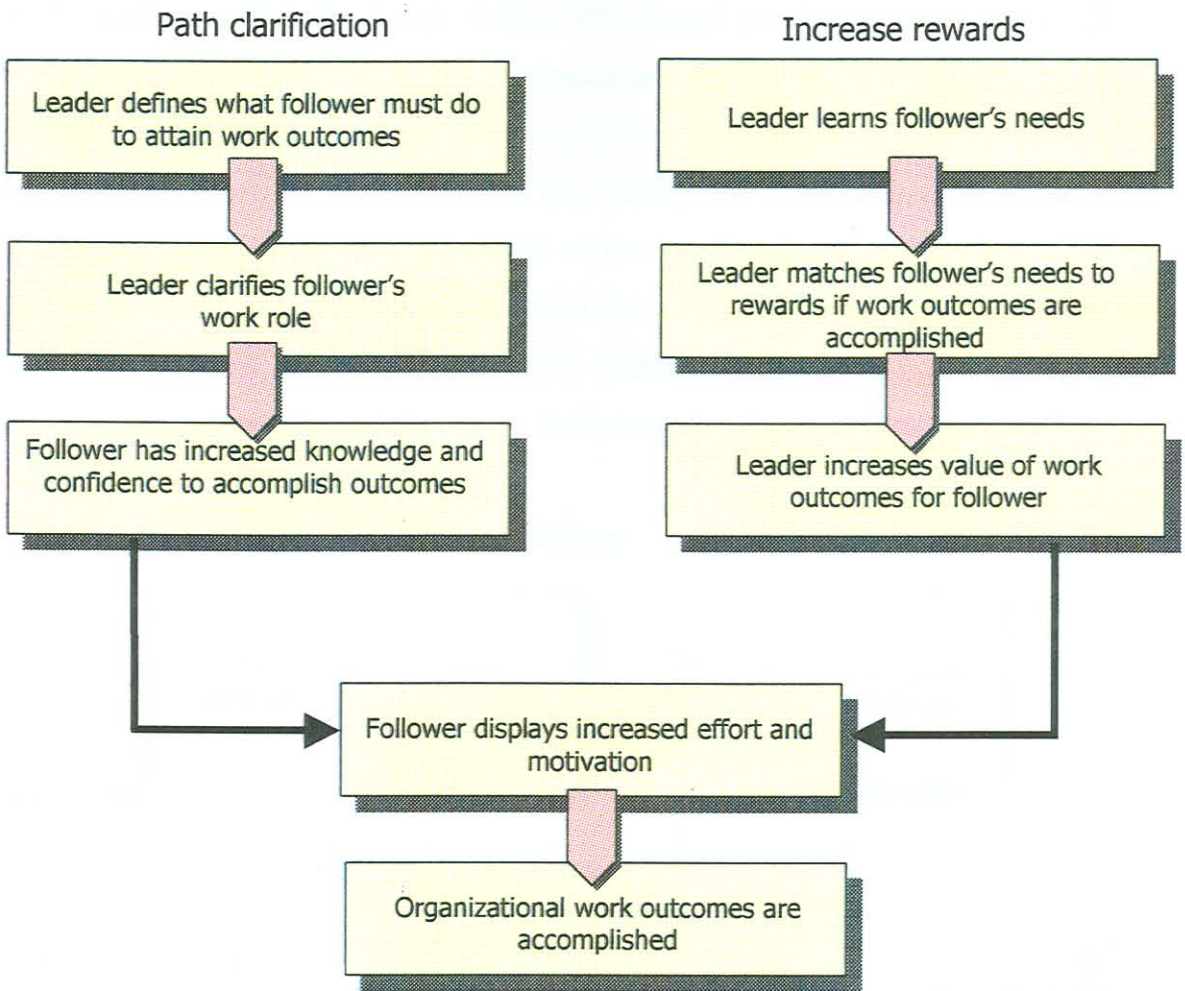 Path clarification
Leader defines what follower must do
to attain work outcomes
Leader clarifies follower's
work role
Follower has increased knowledge and
confidence to accomplish outcomes
Increase rewards
Leader learns follower's needs
Leader matches follower's needs to
rewards if work outcomes are
accomplished
Leader increases value of work
outcomes for follower
Follower displays increased effort and
motivation
Organizational work outcomes are
accomplished